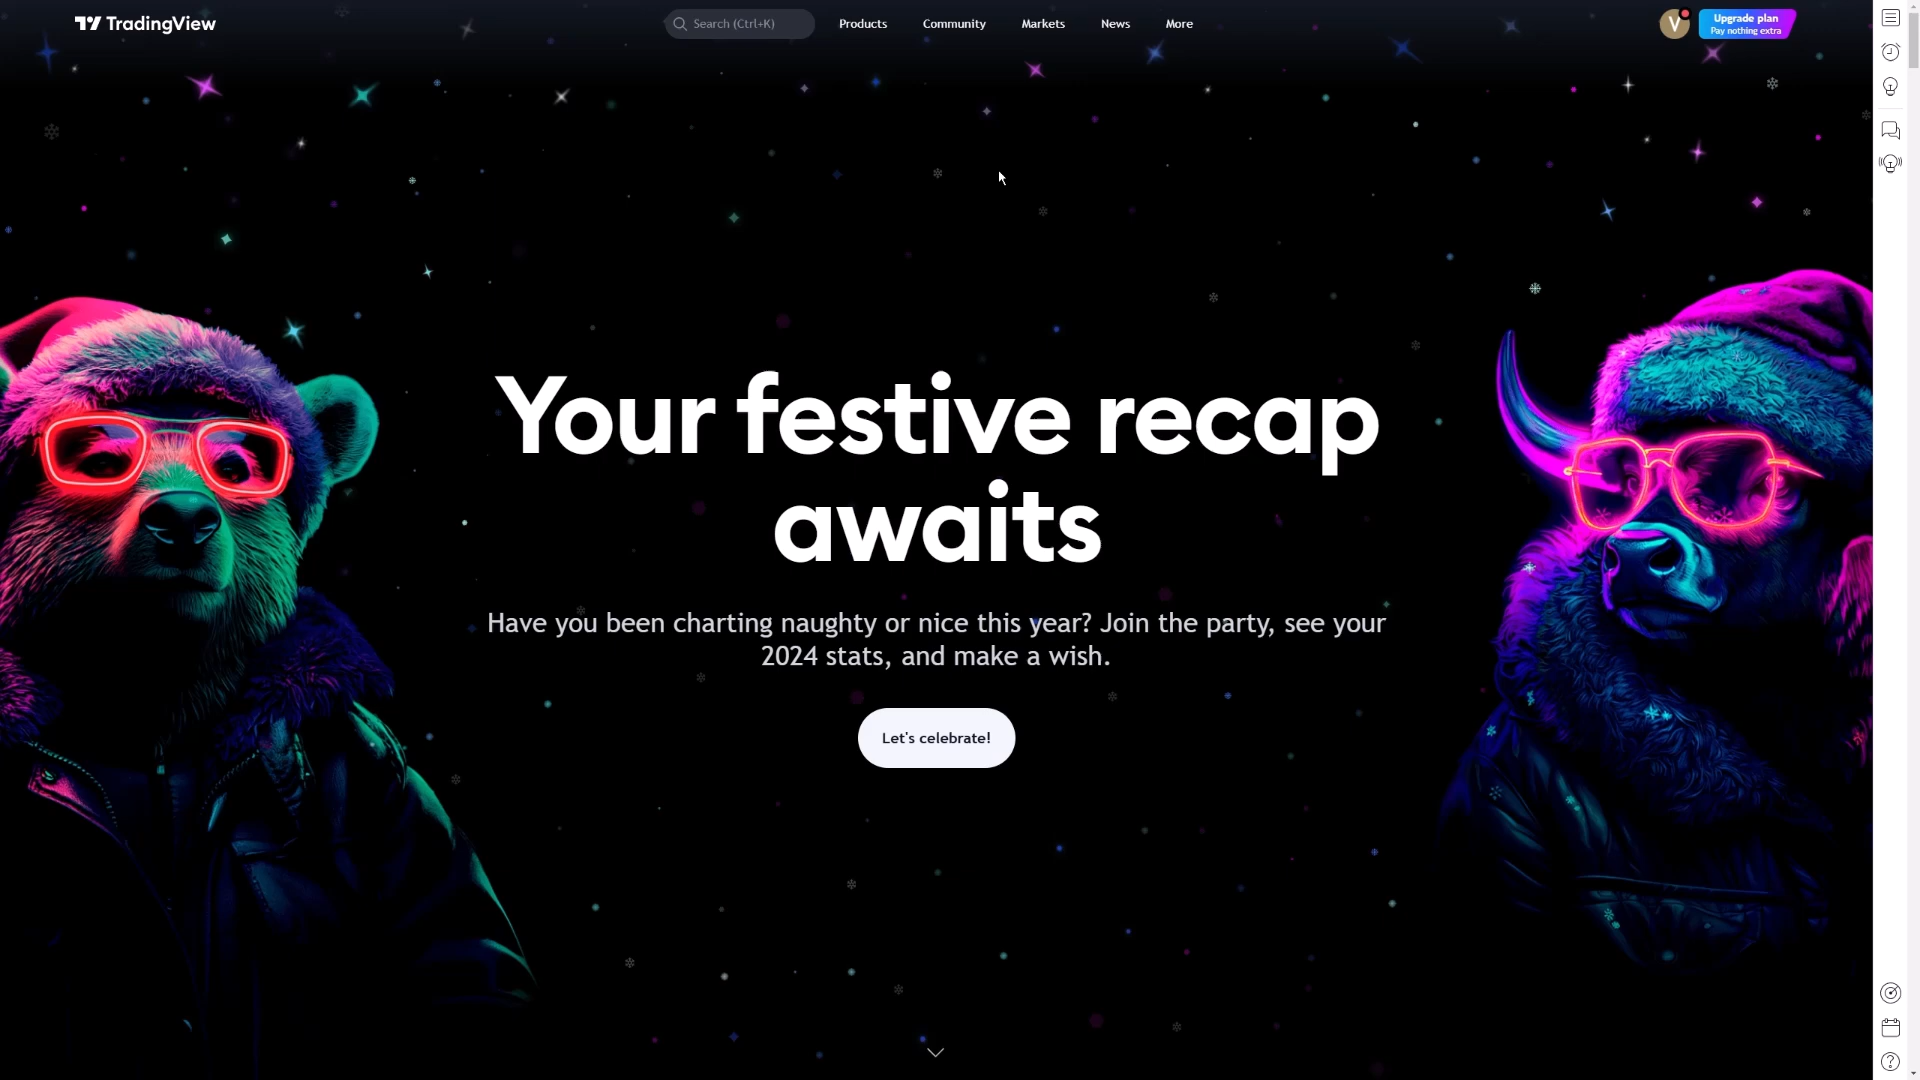 TradingView
Search (Ctrl+K)
Products
Community
Markets
News
More
V
Upgrade plan
Pay nothing extra
Your festive recap
awaits
Have you been charting naughty or nice this year? Join the party, see your
2024 stats, and make a wish.
Let's celebrate!